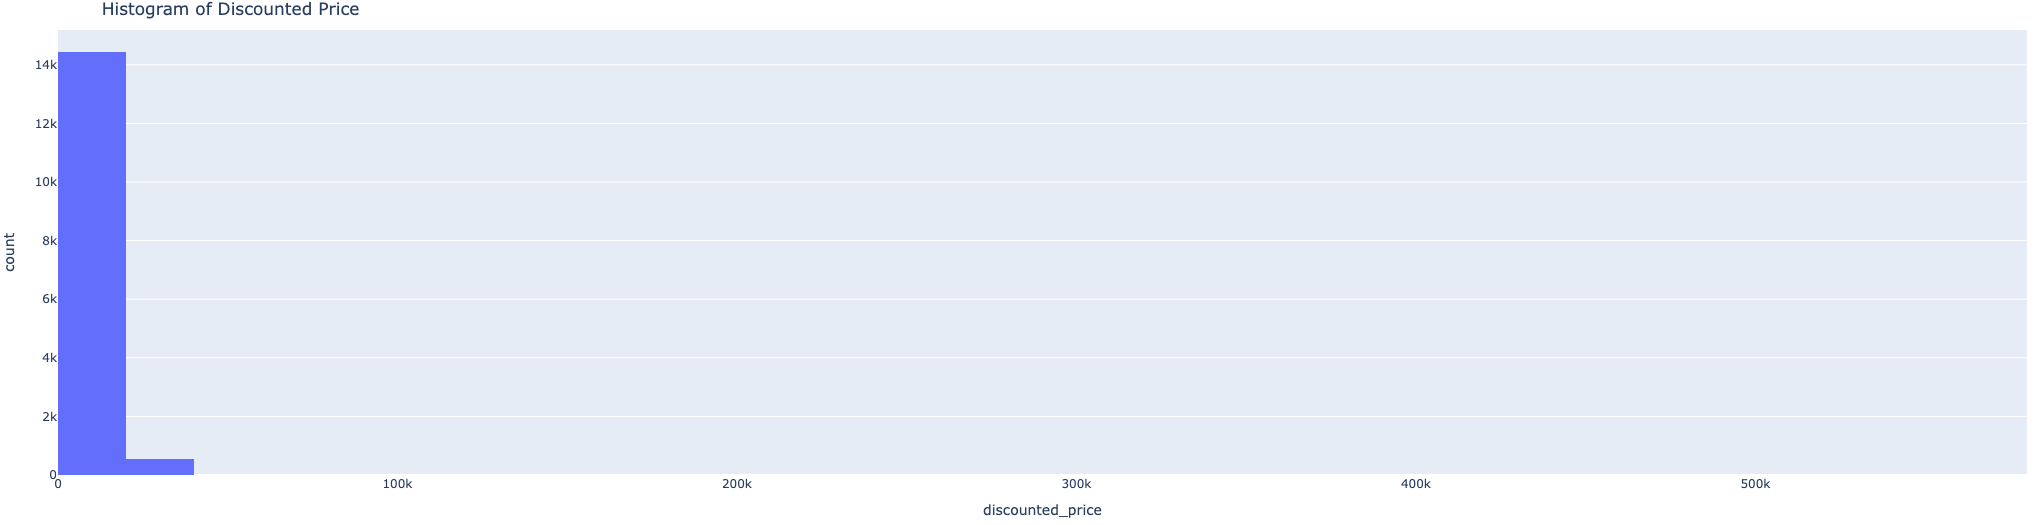 Histogram of Discounted Price
14k
12k
10k
8k
6k
4k
2k
0
count
0 100k 200k 300k 400k 500k
discounted_price